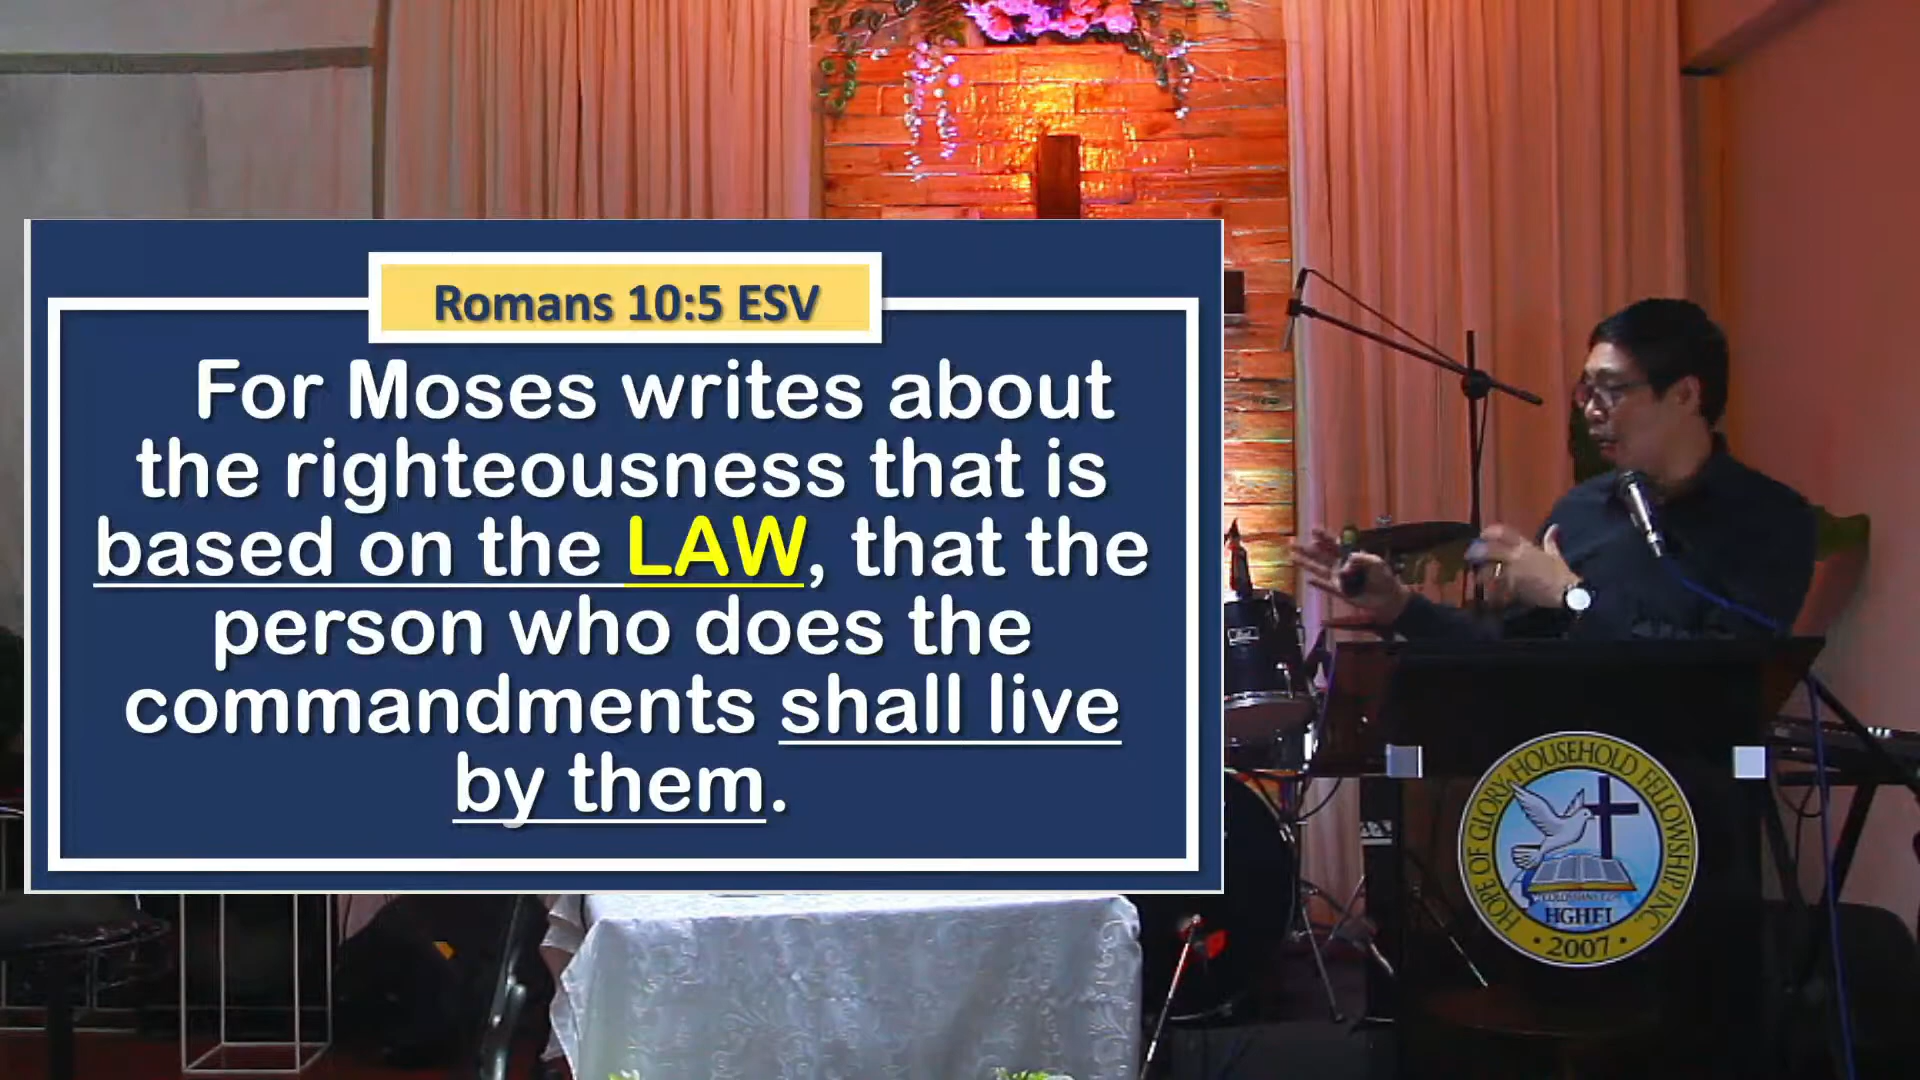 Romans 10:5 ESV
For Moses writes about
the righteousness that is
based on the LAW, that the
person who does the
commandments shall live
by them.
HOPE OF GLORY HOUSEHOLD FELLOWSHIP, INC
HGHFI
• 2007 •